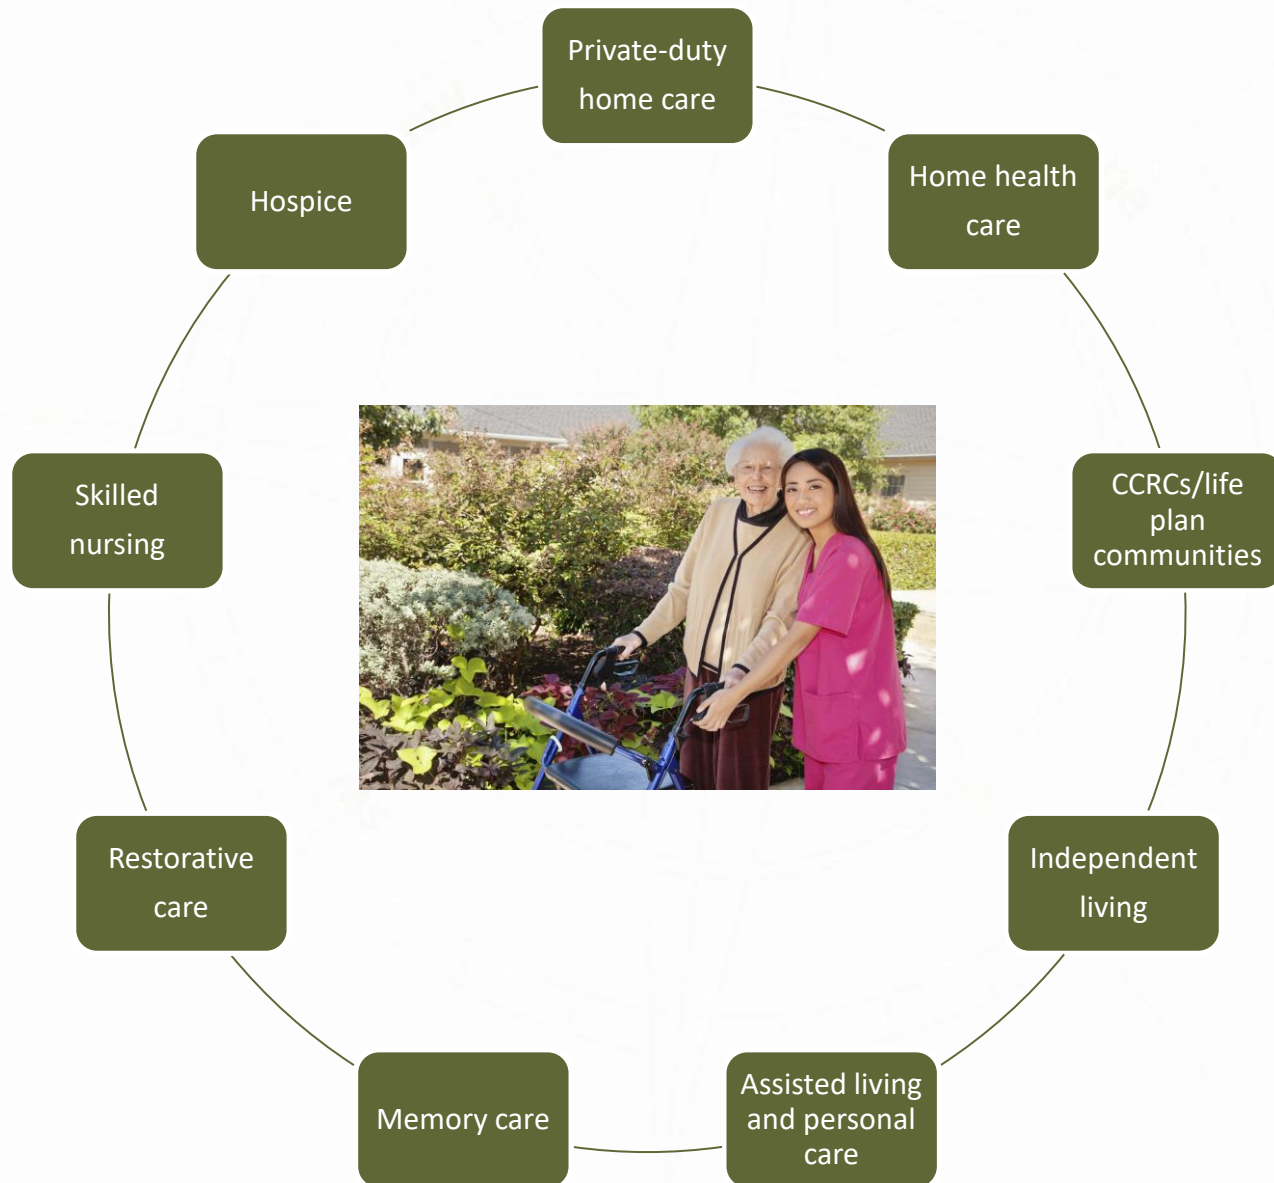 Private-duty
home care
Home health
care
CCRCs/life
plan
communities
Independent
living
Assisted living
and personal
care
Memory care
Restorative
care
Skilled
nursing
Hospice